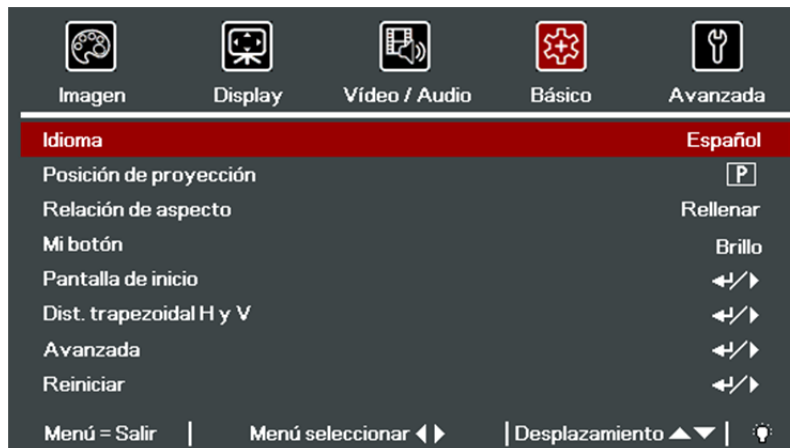 Imagen Display Vídeo / Audio Básico Avanzada
Idioma Español
Posición de proyección P
Relación de aspecto Rellenar
Mi botón Brillo
Pantalla de inicio
Dist. trapezoidal H y V
Avanzada
Reiniciar
Menú = Salir Menú seleccionar Desplazamiento